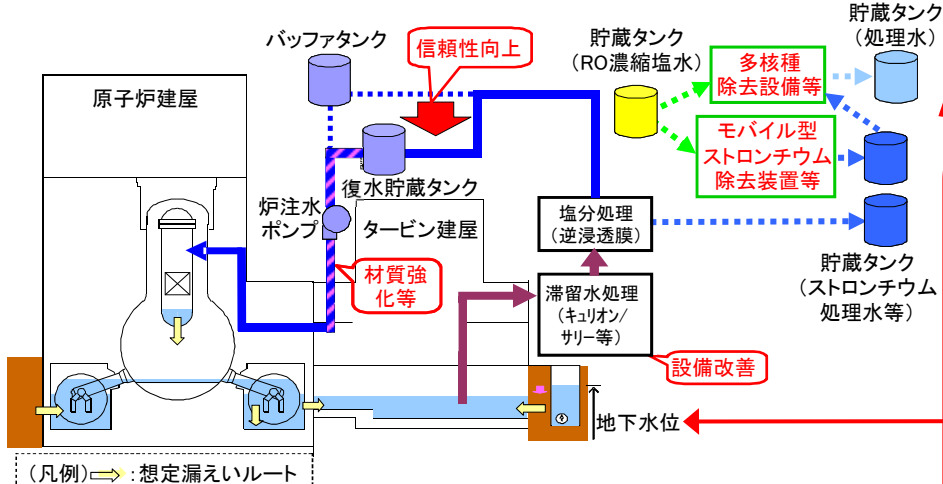 バッファタンク
信頼性向上
貯蔵タンク
(RO濃縮塩水)
多核種
除去設備等
貯蔵タンク
(処理水)
原子炉建屋
モバイル型
ストロンチウム
除去装置等
復水貯蔵タンク
炉注水
ポンプ
タービン建屋
塩分処理
(逆浸透膜)
材質強
化等
滞留水処理
(キュリオン/
サリー等)
貯蔵タンク
(ストロンチウム
処理水等)
設備改善
地下水位
(凡例) :想定漏えいルート